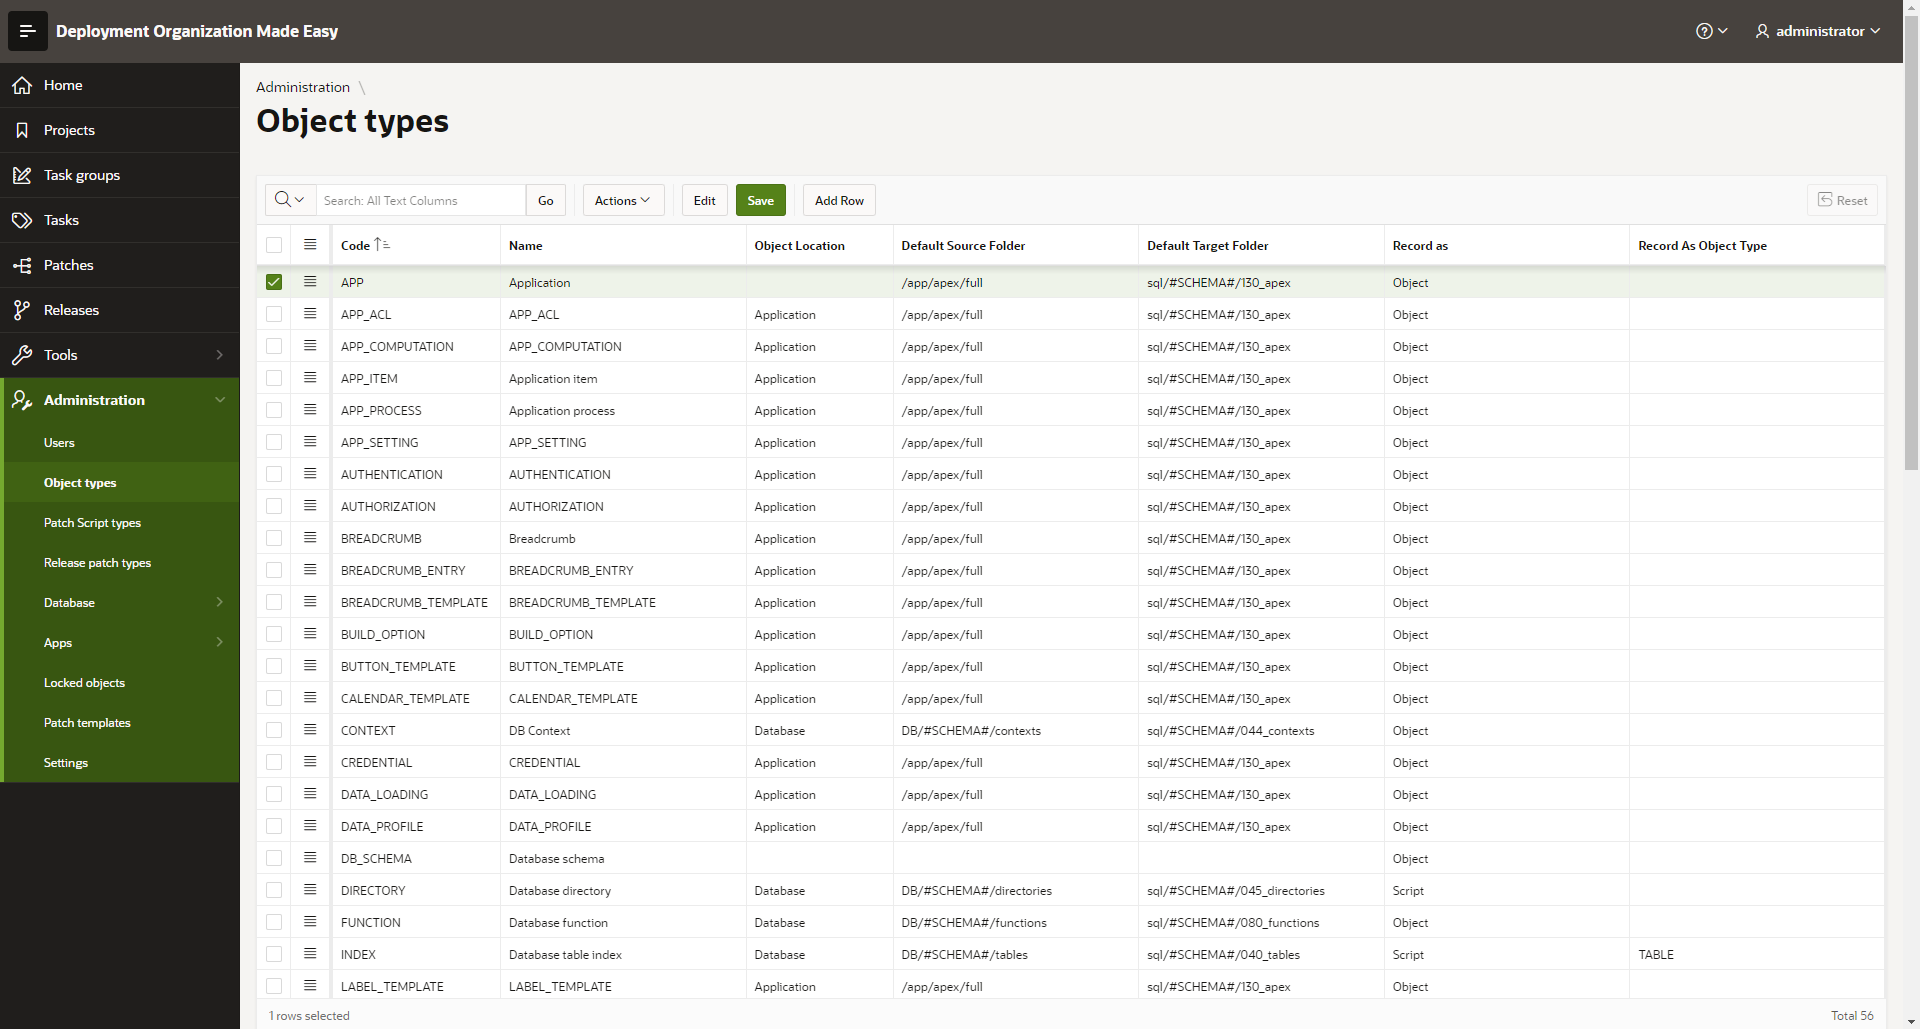 Deployment Organization Made Easy
administrator
Home
Projects
Task groups
Tasks
Patches
Releases
Tools
Administration
Users
Object types
Patch Script types
Release patch types
Database
Apps
Locked objects
Patch templates
Settings
Administration \
Object types
Search: All Text Columns Go Actions Edit Save Add Row Reset
Code Name Object Location Default Source Folder Default Target Folder Record as Record As Object Type
APP Application /app/apex/full sql/#SCHEMA#/130_apex Object
APP_ACL APP_ACL Application /app/apex/full sql/#SCHEMA#/130_apex Object
APP_COMPUTATION APP_COMPUTATION Application /app/apex/full sql/#SCHEMA#/130_apex Object
APP_ITEM Application item Application /app/apex/full sql/#SCHEMA#/130_apex Object
APP_PROCESS Application process Application /app/apex/full sql/#SCHEMA#/130_apex Object
APP_SETTING APP_SETTING Application /app/apex/full sql/#SCHEMA#/130_apex Object
AUTHENTICATION AUTHENTICATION Application /app/apex/full sql/#SCHEMA#/130_apex Object
AUTHORIZATION AUTHORIZATION Application /app/apex/full sql/#SCHEMA#/130_apex Object
BREADCRUMB Breadcrumb Application /app/apex/full sql/#SCHEMA#/130_apex Object
BREADCRUMB_ENTRY BREADCRUMB_ENTRY Application /app/apex/full sql/#SCHEMA#/130_apex Object
BREADCRUMB_TEMPLATE BREADCRUMB_TEMPLATE Application /app/apex/full sql/#SCHEMA#/130_apex Object
BUILD_OPTION BUILD_OPTION Application /app/apex/full sql/#SCHEMA#/130_apex Object
BUTTON_TEMPLATE BUTTON_TEMPLATE Application /app/apex/full sql/#SCHEMA#/130_apex Object
CALENDAR_TEMPLATE CALENDAR_TEMPLATE Application /app/apex/full sql/#SCHEMA#/130_apex Object
CONTEXT DB Context Database DB/#SCHEMA#/contexts sql/#SCHEMA#/044_contexts Object
CREDENTIAL CREDENTIAL Application /app/apex/full sql/#SCHEMA#/130_apex Object
DATA_LOADING DATA_LOADING Application /app/apex/full sql/#SCHEMA#/130_apex Object
DATA_PROFILE DATA_PROFILE Application /app/apex/full sql/#SCHEMA#/130_apex Object
DB_SCHEMA Database schema Object
DIRECTORY Database directory Database DB/#SCHEMA#/directories sql/#SCHEMA#/045_directories Script
FUNCTION Database function Database DB/#SCHEMA#/functions sql/#SCHEMA#/080_functions Object
INDEX Database table index Database DB/#SCHEMA#/tables sql/#SCHEMA#/040_tables Script TABLE
LABEL_TEMPLATE LABEL_TEMPLATE Application /app/apex/full sql/#SCHEMA#/130_apex Object
1 rows selected Total 56